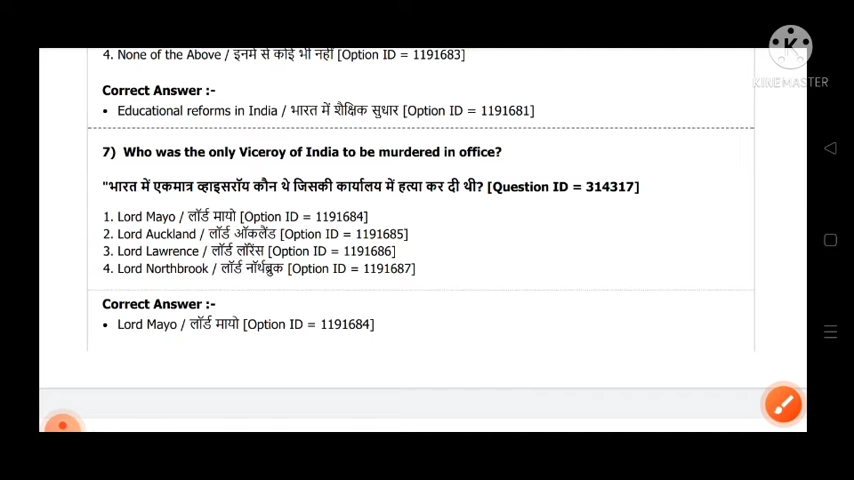 4. None of the Above / इनमें से कोई भी नहीं [Option ID = 1191683]
KINEMASTER
Correct Answer :-
• Educational reforms in India / भारत में शैक्षिक सुधार [Option ID = 1191681]
7) Who was the only Viceroy of India to be murdered in office?
"भारत में एकमात्र व्हाइसरॉय कौन थे जिसकी कार्यालय में हत्या कर दी थी? [Question ID = 314317]
1. Lord Mayo / लॉर्ड मायो [Option ID = 1191684]
2. Lord Auckland / लॉर्ड ऑकलैंड [Option ID = 1191685]
3. Lord Lawrence / लॉर्ड लॉरेंस [Option ID = 1191686]
4. Lord Northbrook / लॉर्ड नॉर्थब्रुक [Option ID = 1191687]
Correct Answer :-
• Lord Mayo / लॉर्ड मायो [Option ID = 1191684]